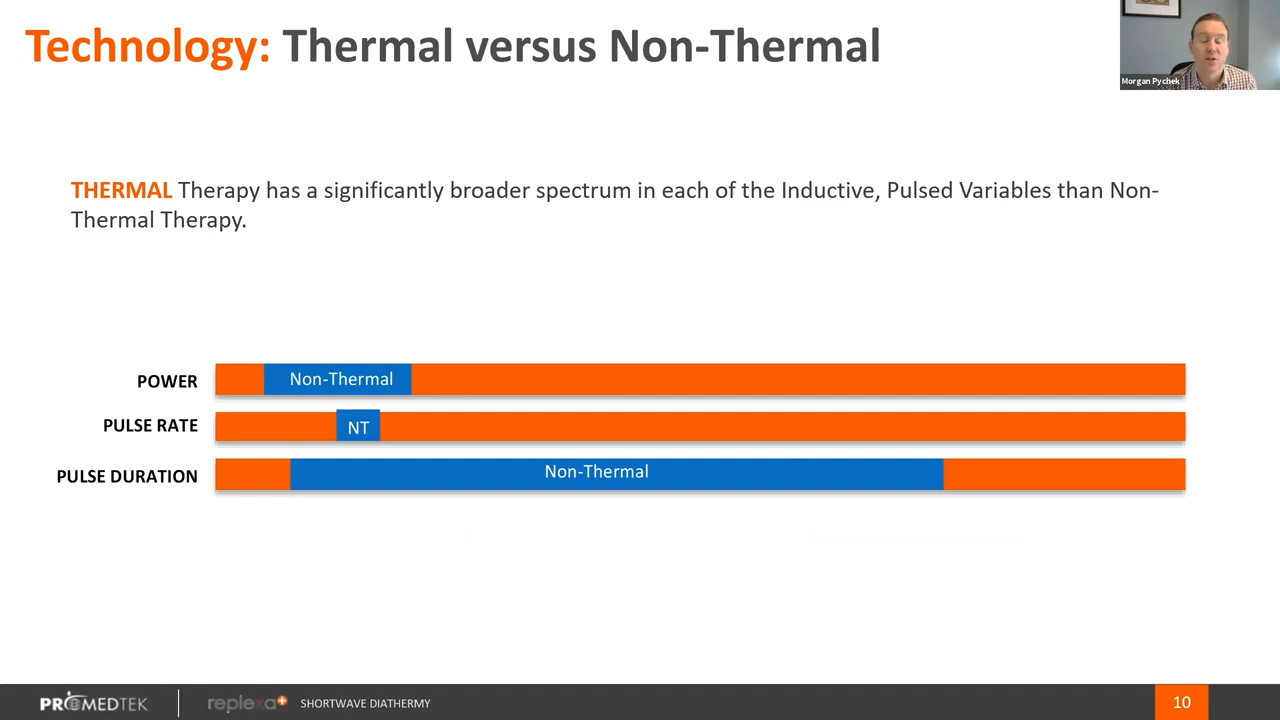 Technology: Thermal versus Non-Thermal
Morgan Pychek
THERMAL Therapy has a significantly broader spectrum in each of the Inductive, Pulsed Variables than Non-
Thermal Therapy.
POWER
Non-Thermal
PULSE RATE
NT
PULSE DURATION
Non-Thermal
PROMEDTEK
replexa
SHORTWAVE DIATHERMY
10